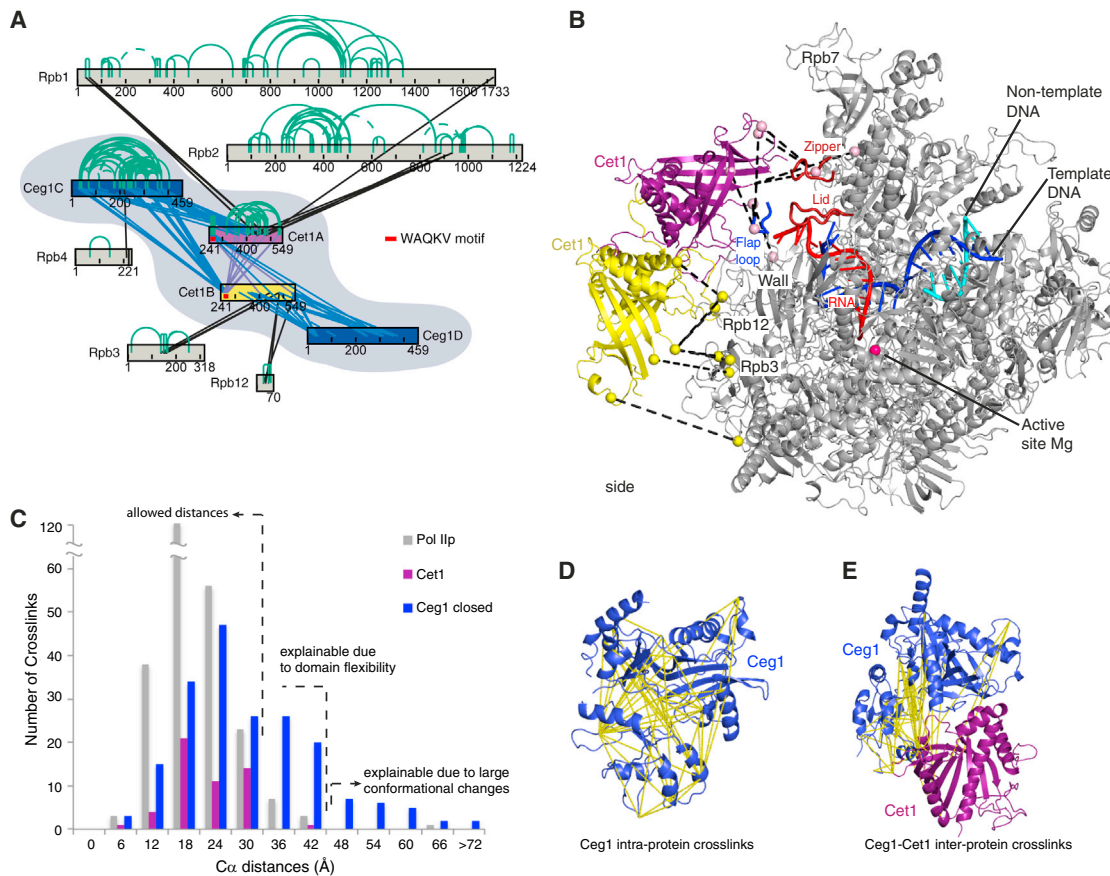 A
Rpb1
1 200 400 600 800 1000 1200 1400 1600 1733
Rpb2
1 200 400 600 800 1000 1224
Ceg1C
1 200 459
Cet1A
241 400 549
WAQKV motif
Rpb4
1 221
Cet1B
241 400 549
Ceg1D
1 200 459
Rpb3
1 200 318
Rpb12
70
B
Rpb7
Non-template
DNA
Template
DNA
Cet1
Zipper
Lid
Cet1
Flap
loop
Wall
RNA
Rpb12
Rpb3
Active
site Mg
side
C
Number of Crosslinks
120
60
50
40
30
20
10
0
allowed distances
explainable due
to domain flexibility
explainable due to large
conformational changes
Pol IIp
Cet1
Ceg1 closed
0 6 12 18 24 30 36 42 48 54 60 66 >72
Cα distances (Å)
D
Ceg1
Ceg1 intra-protein crosslinks
E
Ceg1
Cet1
Ceg1-Cet1 inter-protein crosslinks